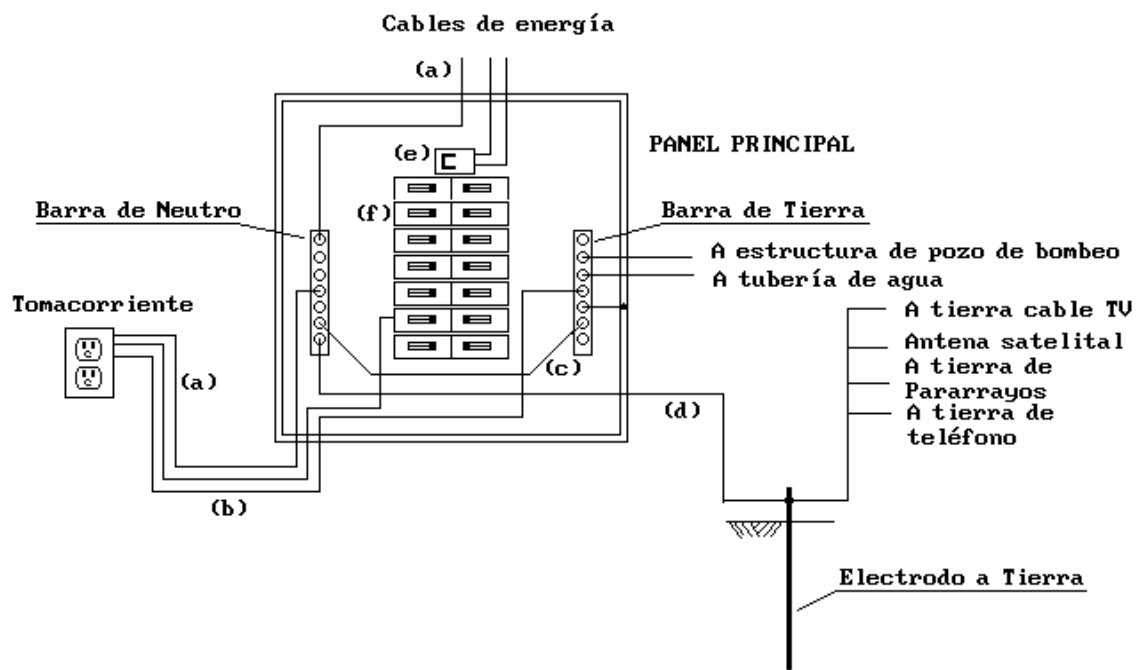 Cables de energía
(a)
PANEL PRINCIPAL
(e)
(f)
Barra de Neutro
Barra de Tierra
A estructura de pozo de bombeo
A tubería de agua
Tomacorriente
A tierra cable TV
Antena satelital
A tierra de
Pararrayos
A tierra de
teléfono
(a)
(c)
(d)
(b)
Electrodo a Tierra